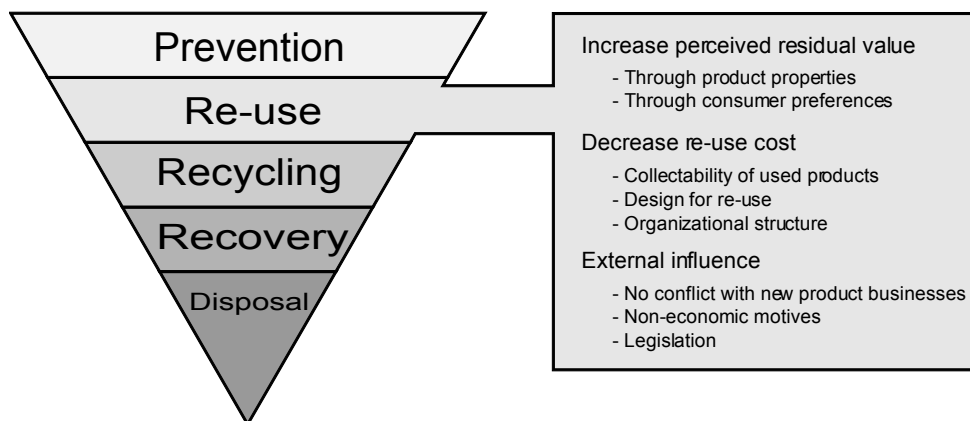 Prevention
Re-use
Recycling
Recovery
Disposal
Increase perceived residual value
- Through product properties
- Through consumer preferences
Decrease re-use cost
- Collectability of used products
- Design for re-use
- Organizational structure
External influence
- No conflict with new product businesses
- Non-economic motives
- Legislation